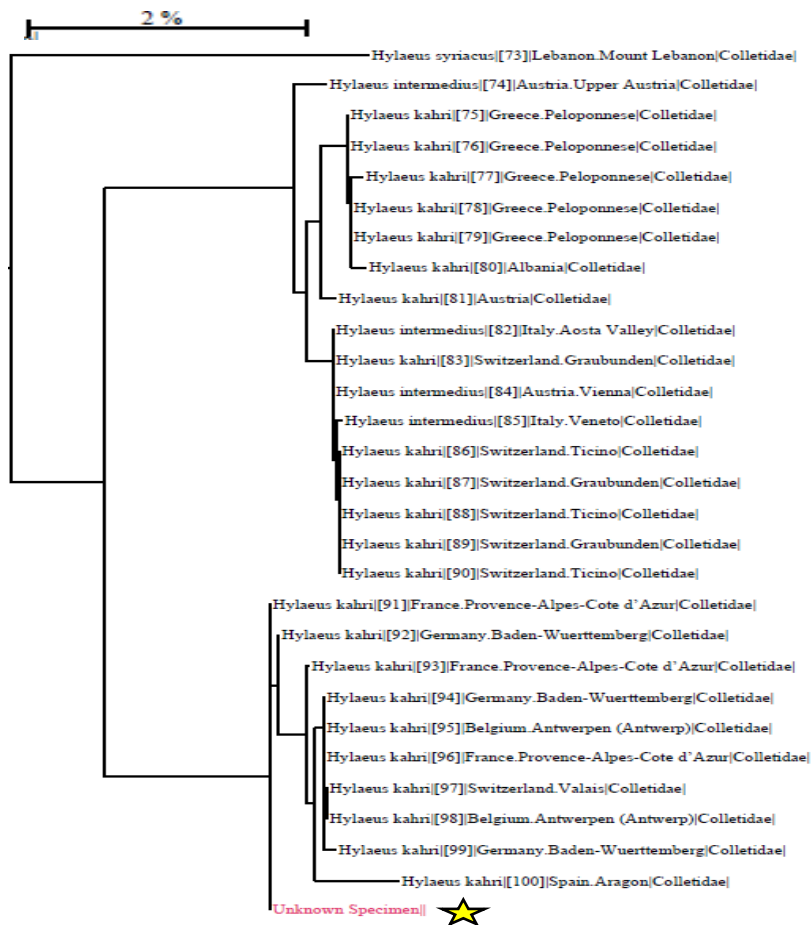 2 %
Hylaeus syriacus|[73]|Lebanon.Mount Lebanon|Colletidae|
Hylaeus intermedius|[74]|Austria.Upper Austria|Colletidae|
Hylaeus kahri|[75]|Greece.Peloponnese|Colletidae|
Hylaeus kahri|[76]|Greece.Peloponnese|Colletidae|
Hylaeus kahri|[77]|Greece.Peloponnese|Colletidae|
Hylaeus kahri|[78]|Greece.Peloponnese|Colletidae|
Hylaeus kahri|[79]|Greece.Peloponnese|Colletidae|
Hylaeus kahri|[80]|Albania|Colletidae|
Hylaeus kahri|[81]|Austria|Colletidae|
Hylaeus intermedius|[82]|Italy.Aosta Valley|Colletidae|
Hylaeus kahri|[83]|Switzerland.Graubunden|Colletidae|
Hylaeus intermedius|[84]|Austria.Vienna|Colletidae|
Hylaeus intermedius|[85]|Italy.Veneto|Colletidae|
Hylaeus kahri|[86]|Switzerland.Ticino|Colletidae|
Hylaeus kahri|[87]|Switzerland.Graubunden|Colletidae|
Hylaeus kahri|[88]|Switzerland.Ticino|Colletidae|
Hylaeus kahri|[89]|Switzerland.Graubunden|Colletidae|
Hylaeus kahri|[90]|Switzerland.Ticino|Colletidae|
Hylaeus kahri|[91]|France.Provence-Alpes-Cote d’Azur|Colletidae|
Hylaeus kahri|[92]|Germany.Baden-Wuerttemberg|Colletidae|
Hylaeus kahri|[93]|France.Provence-Alpes-Cote d’Azur|Colletidae|
Hylaeus kahri|[94]|Germany.Baden-Wuerttemberg|Colletidae|
Hylaeus kahri|[95]|Belgium.Antwerpen (Antwerp)|Colletidae|
Hylaeus kahri|[96]|France.Provence-Alpes-Cote d’Azur|Colletidae|
Hylaeus kahri|[97]|Switzerland.Valais|Colletidae|
Hylaeus kahri|[98]|Belgium.Antwerpen (Antwerp)|Colletidae|
Hylaeus kahri|[99]|Germany.Baden-Wuerttemberg|Colletidae|
Hylaeus kahri|[100]|Spain.Aragon|Colletidae|
Unknown Specimen||